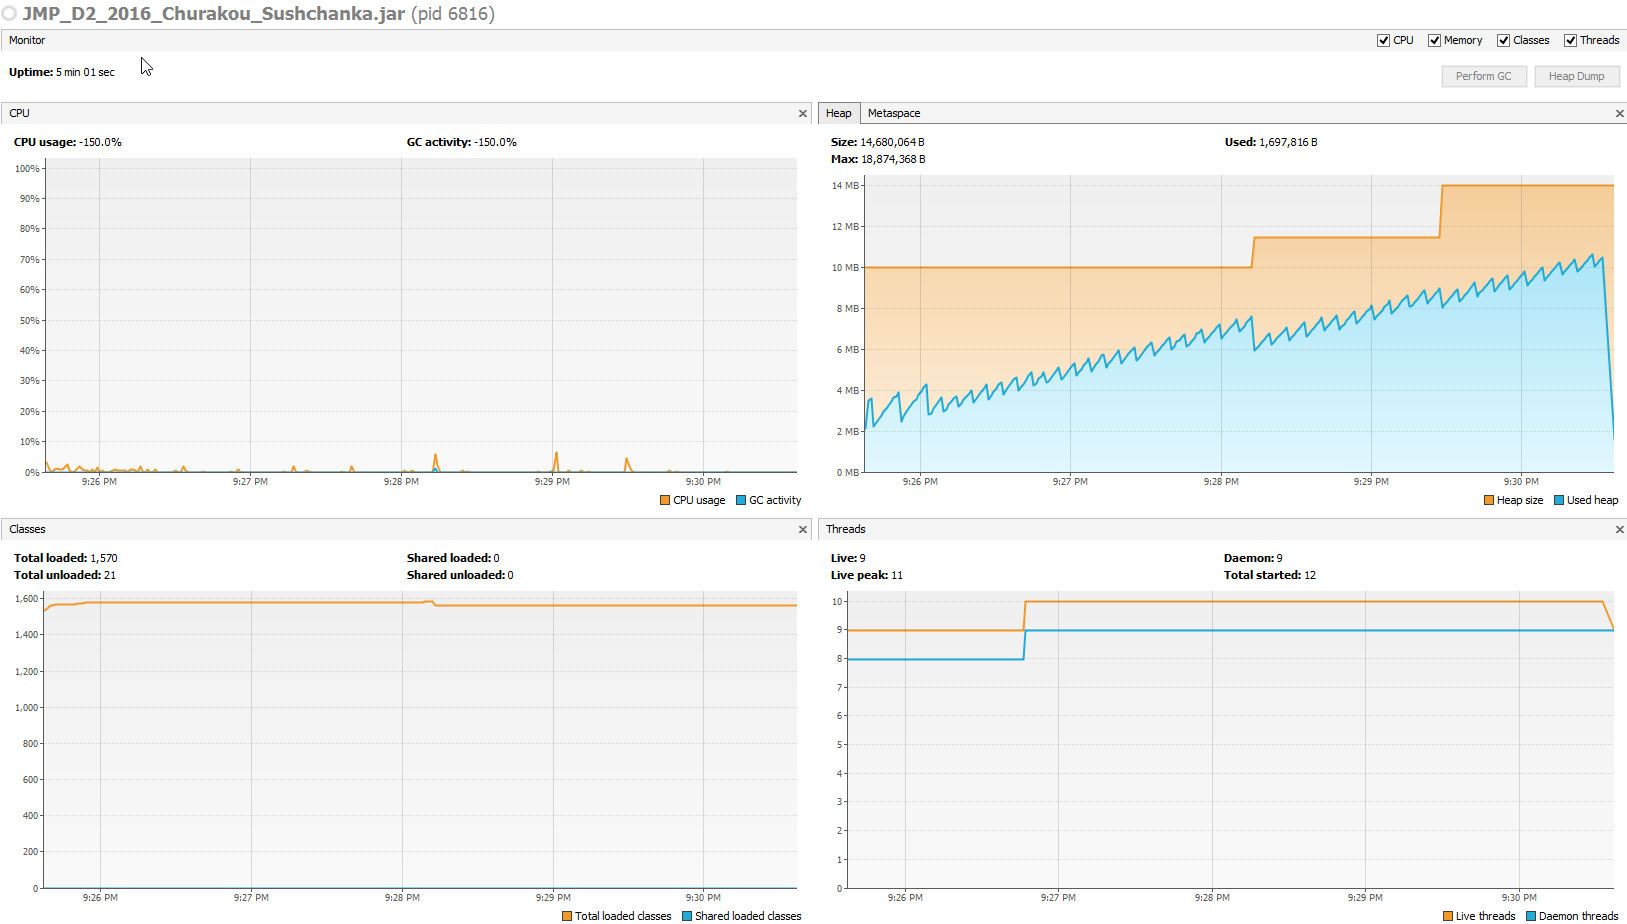 JMP_D2_2016_Churakou_Sushchanka.jar (pid 6816)
Monitor
CPU Memory Classes Threads
Uptime: 5 min 01 sec
Perform GC Heap Dump
CPU
CPU usage: -150.0% GC activity: -150.0%
100%
90%
80%
70%
60%
50%
40%
30%
20%
10%
0%
9:26 PM 9:27 PM 9:28 PM 9:29 PM 9:30 PM
CPU usage GC activity
Heap Metaspace
Size: 14,680,064 B Used: 1,697,816 B
Max: 18,874,368 B
14 MB
12 MB
10 MB
8 MB
6 MB
4 MB
2 MB
0 MB
9:26 PM 9:27 PM 9:28 PM 9:29 PM 9:30 PM
Heap size Used heap
Classes
Total loaded: 1,570 Shared loaded: 0
Total unloaded: 21 Shared unloaded: 0
1,600
1,400
1,200
1,000
800
600
400
200
0
9:26 PM 9:27 PM 9:28 PM 9:29 PM 9:30 PM
Total loaded classes Shared loaded classes
Threads
Live: 9 Daemon: 9
Live peak: 11 Total started: 12
10
9
8
7
6
5
4
3
2
1
0
9:26 PM 9:27 PM 9:28 PM 9:29 PM 9:30 PM
Live threads Daemon threads